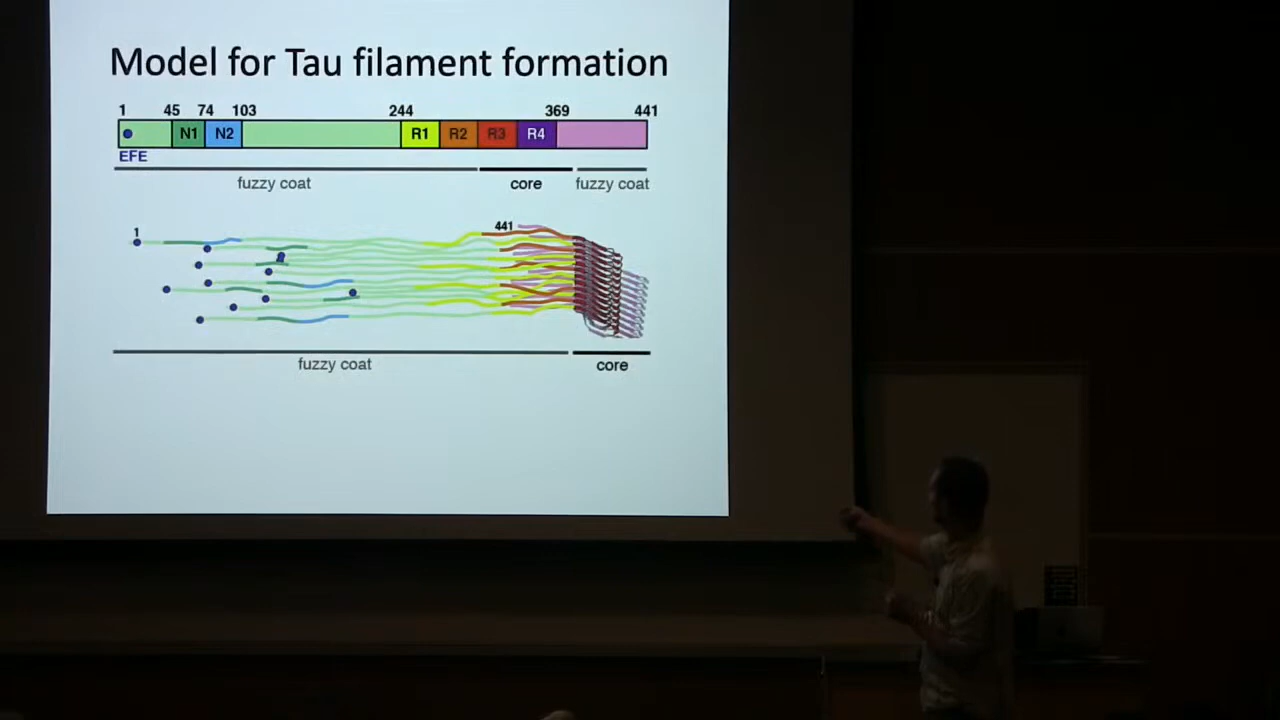 Model for Tau filament formation
1 45 74 103 244 369 441
N1 N2 R1 R2 R3 R4
EFE
fuzzy coat core fuzzy coat
1 441
fuzzy coat core